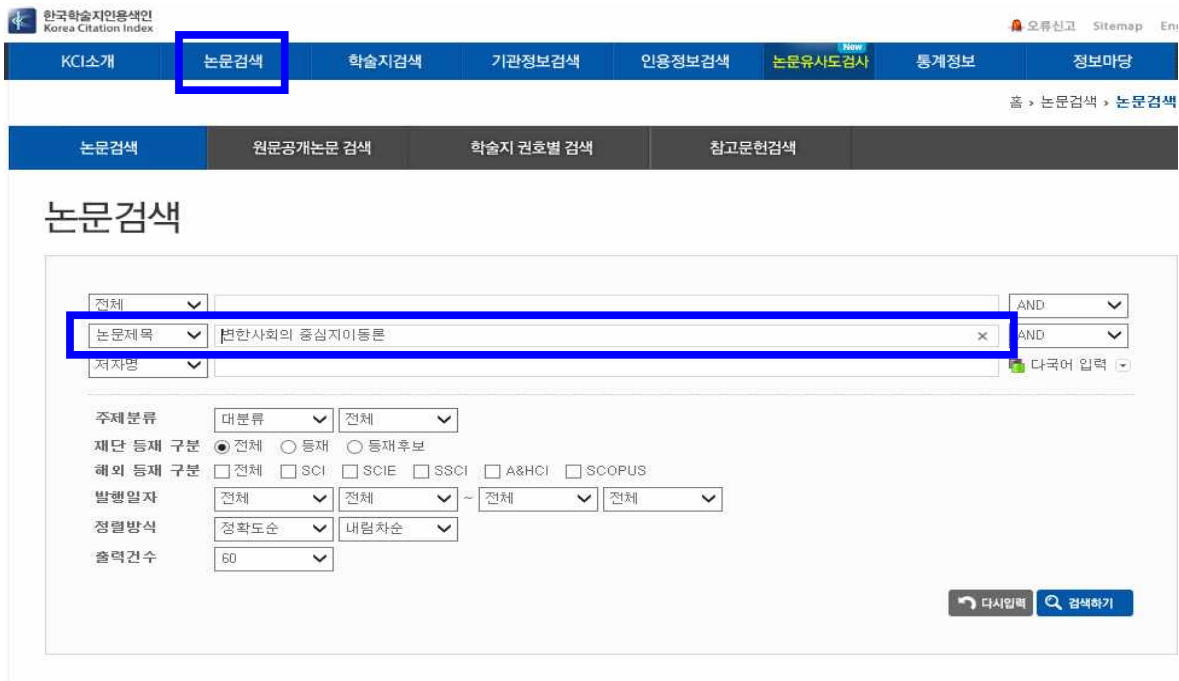 한국학술지인용색인
Korea Citation Index
오류신고 Sitemap Eng
KCI소개 논문검색 학술지검색 기관정보검색 인용정보검색 New 논문유사도검사 통계정보 정보마당
홈 › 논문검색 › 논문검색
논문검색 원문공개논문 검색 학술지 권호별 검색 참고문헌검색
논문검색
전체 AND
논문제목 변한사회의 중심지이동론 × AND
저자명 다국어 입력
주제분류 대분류 전체
재단 등재 구분 전체 등재 등재후보
해외 등재 구분 전체 SCI SCIE SSCI A&HCI SCOPUS
발행일자 전체 전체 ~ 전체 전체
정렬방식 정확도순 내림차순
출력건수 60
다시입력 검색하기